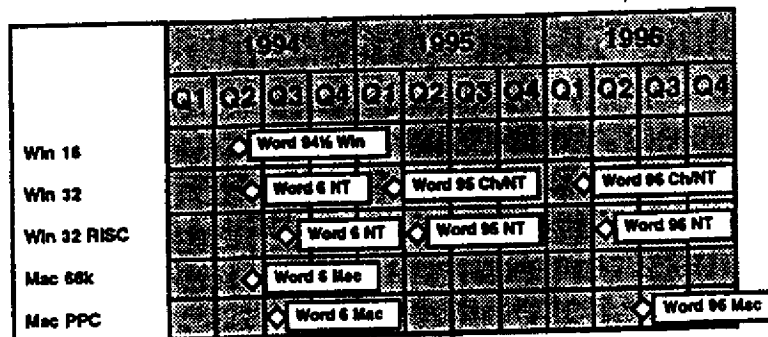 1994 1995 1996
Q1 Q2 Q3 Q4 Q1 Q2 Q3 Q4 Q1 Q2 Q3 Q4
Win 16 Word 94½ Win
Win 32 Word 6 NT Word 95 Ch/NT Word 96 Ch/NT
Win 32 RISC Word 6 NT Word 95 NT Word 96 NT
Mac 68k Word 6 Mac
Mac PPC Word 6 Mac Word 96 Mac